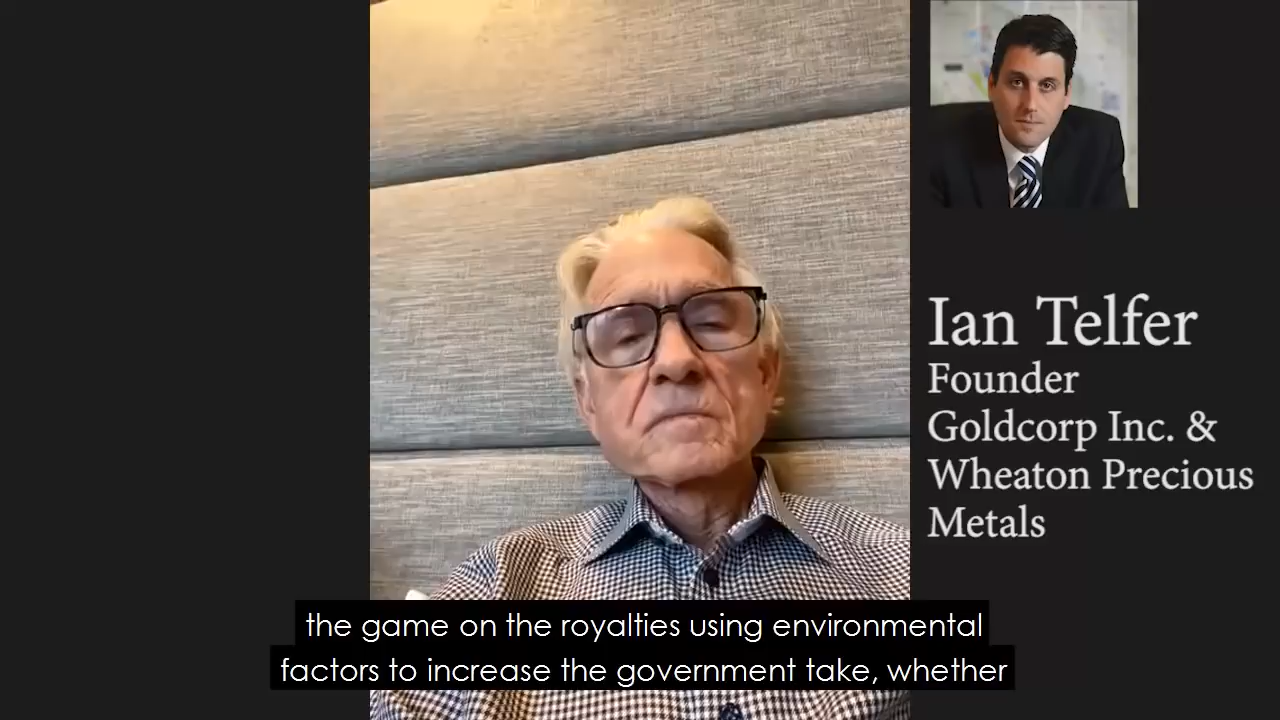 Ian Telfer
Founder
Goldcorp Inc. &
Wheaton Precious
Metals
the game on the royalties using environmental
factors to increase the government take, whether